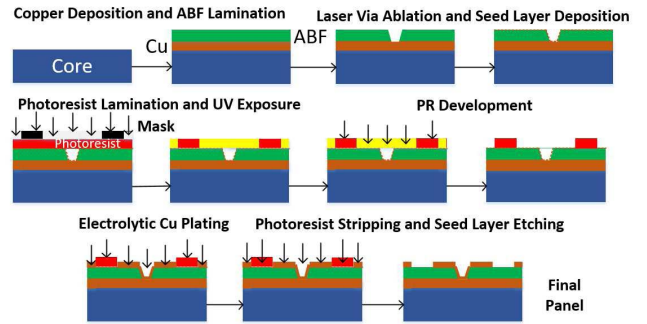 Copper Deposition and ABF Lamination
Laser Via Ablation and Seed Layer Deposition
Cu
ABF
Core
Photoresist Lamination and UV Exposure
PR Development
Mask
Photoresist
Electrolytic Cu Plating
Photoresist Stripping and Seed Layer Etching
Final
Panel